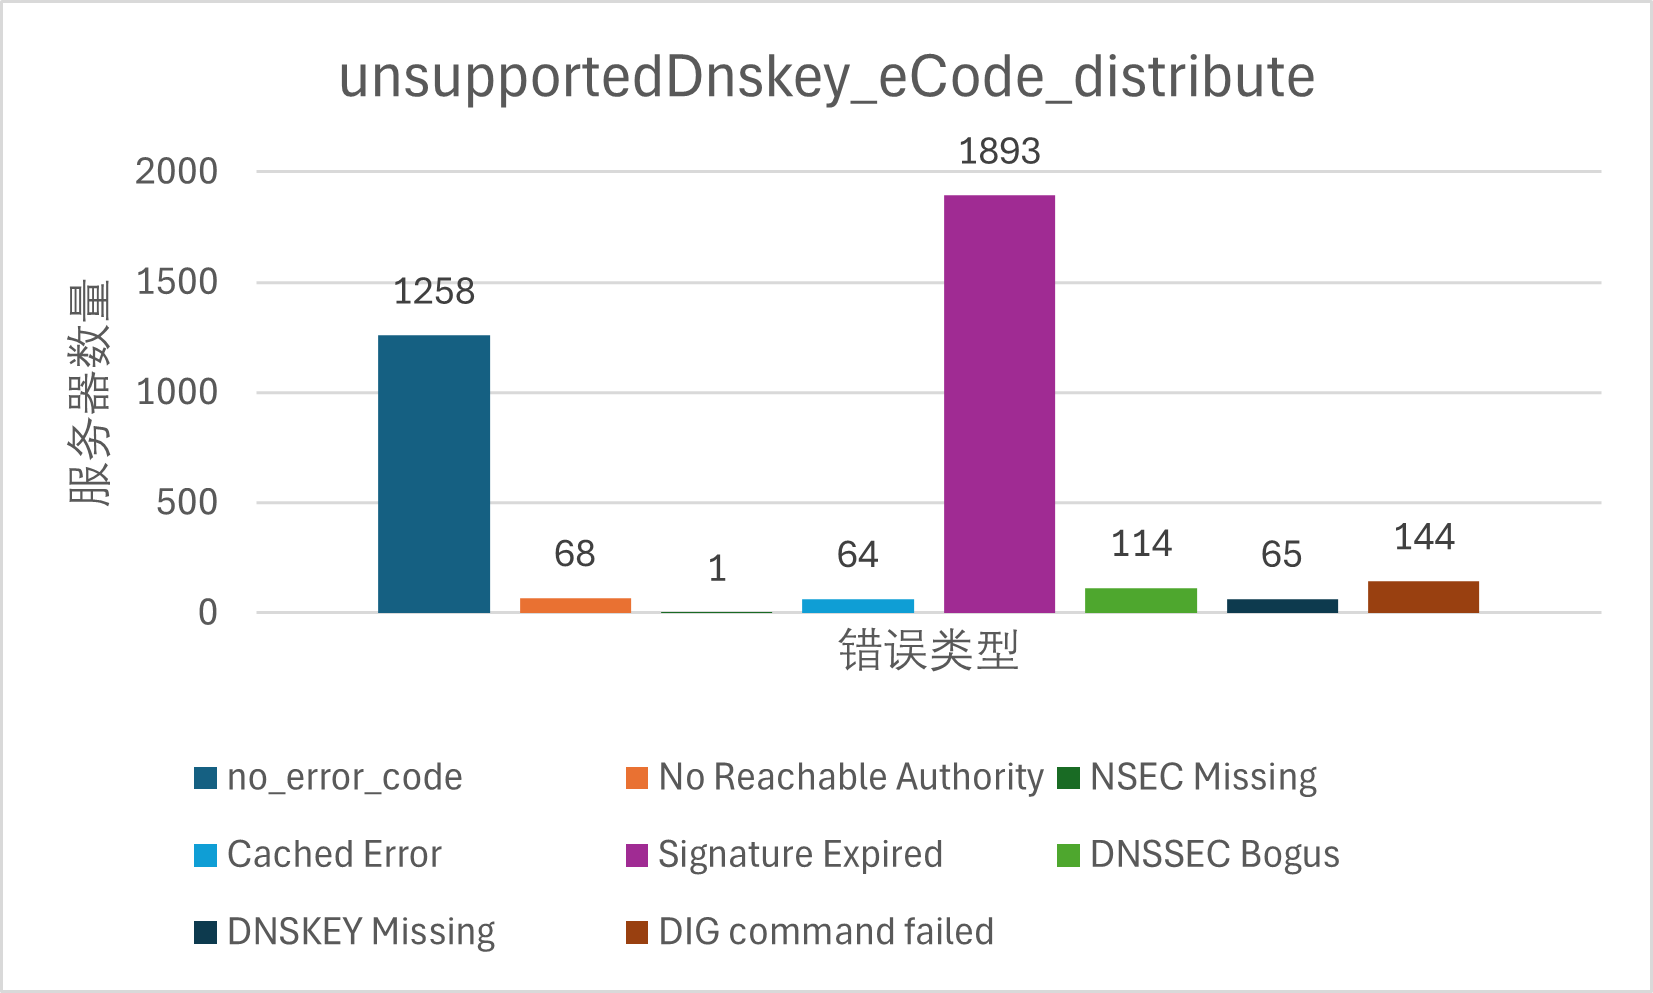 unsupportedDnskey_eCode_distribute
服务器数量
2000
1500
1000
500
0
1258
68
1
64
1893
114
65
144
错误类型
no_error_code
No Reachable Authority
NSEC Missing
Cached Error
Signature Expired
DNSSEC Bogus
DNSKEY Missing
DIG command failed